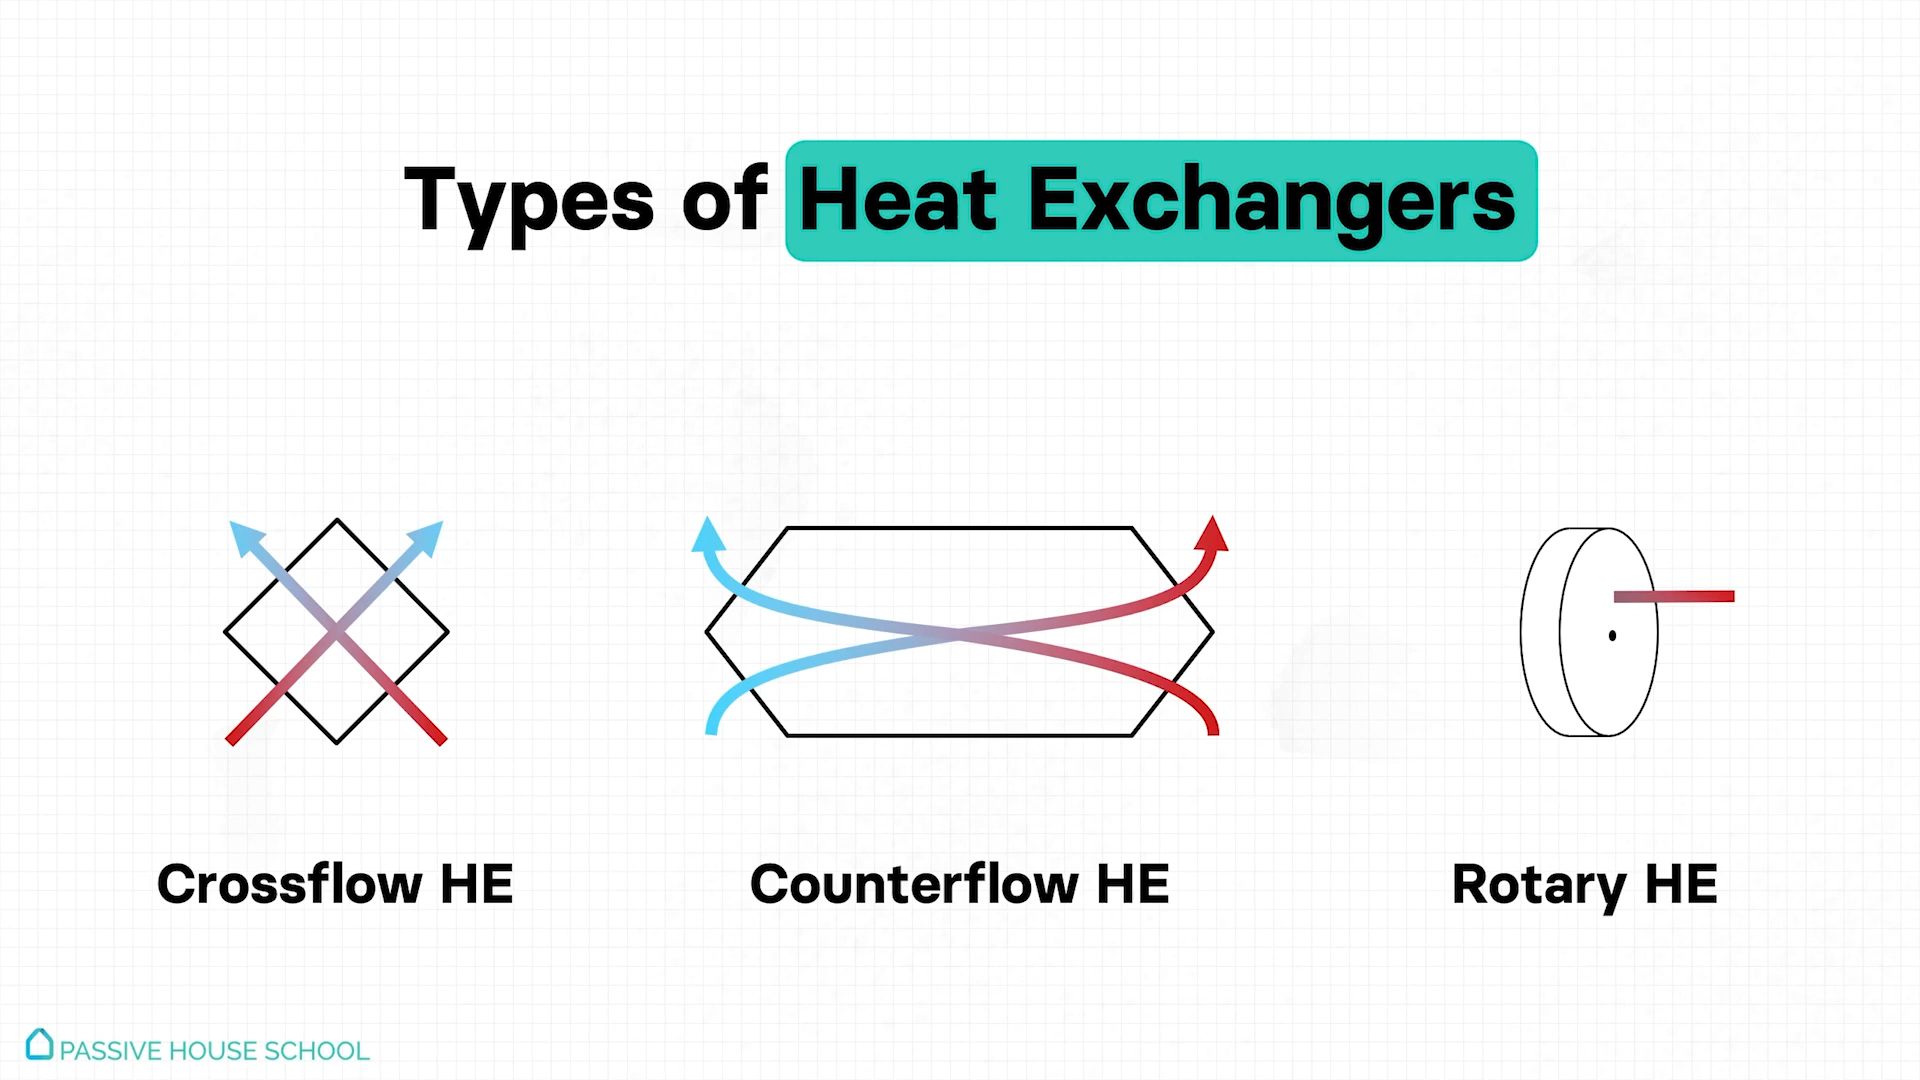 Types of Heat Exchangers
Crossflow HE
Counterflow HE
Rotary HE
PASSIVE HOUSE SCHOOL